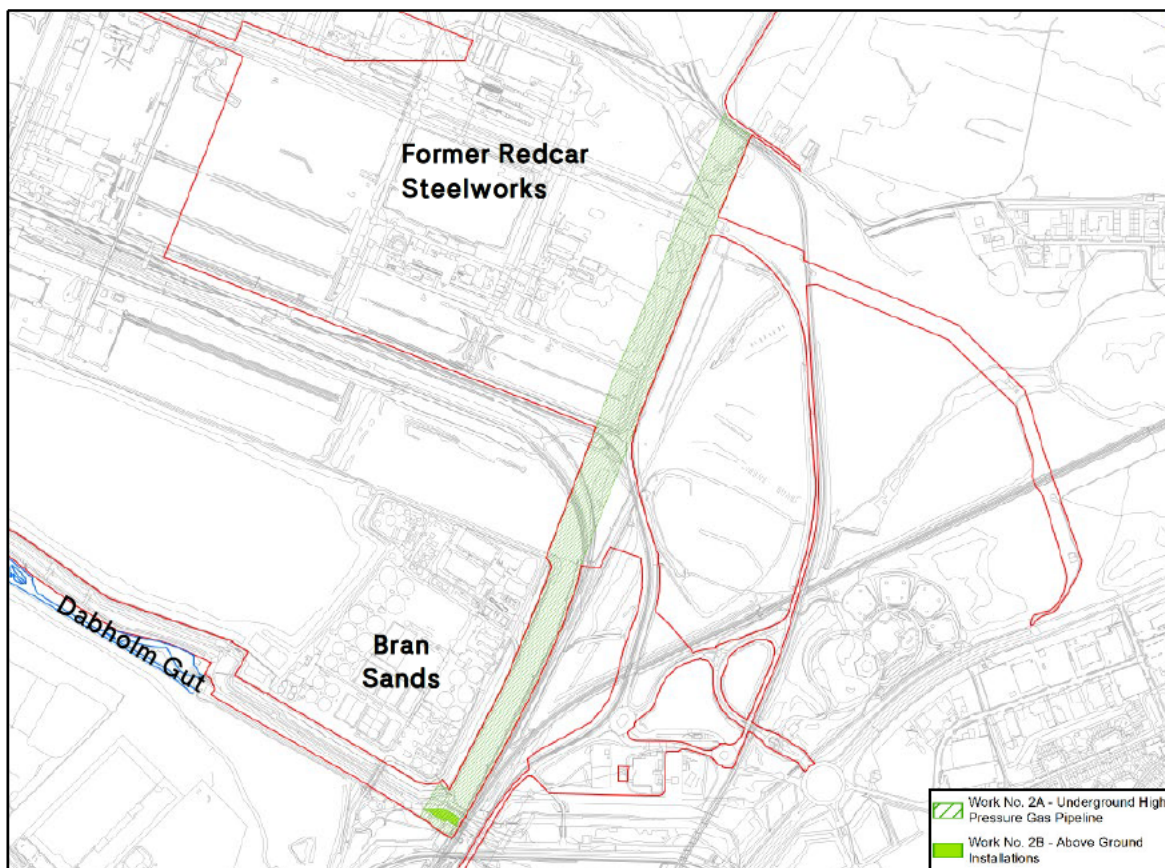 Former Redcar
Steelworks
Dabholm Gut
Bran
Sands
Work No. 2A - Underground High
Pressure Gas Pipeline
Work No. 2B - Above Ground
Installations